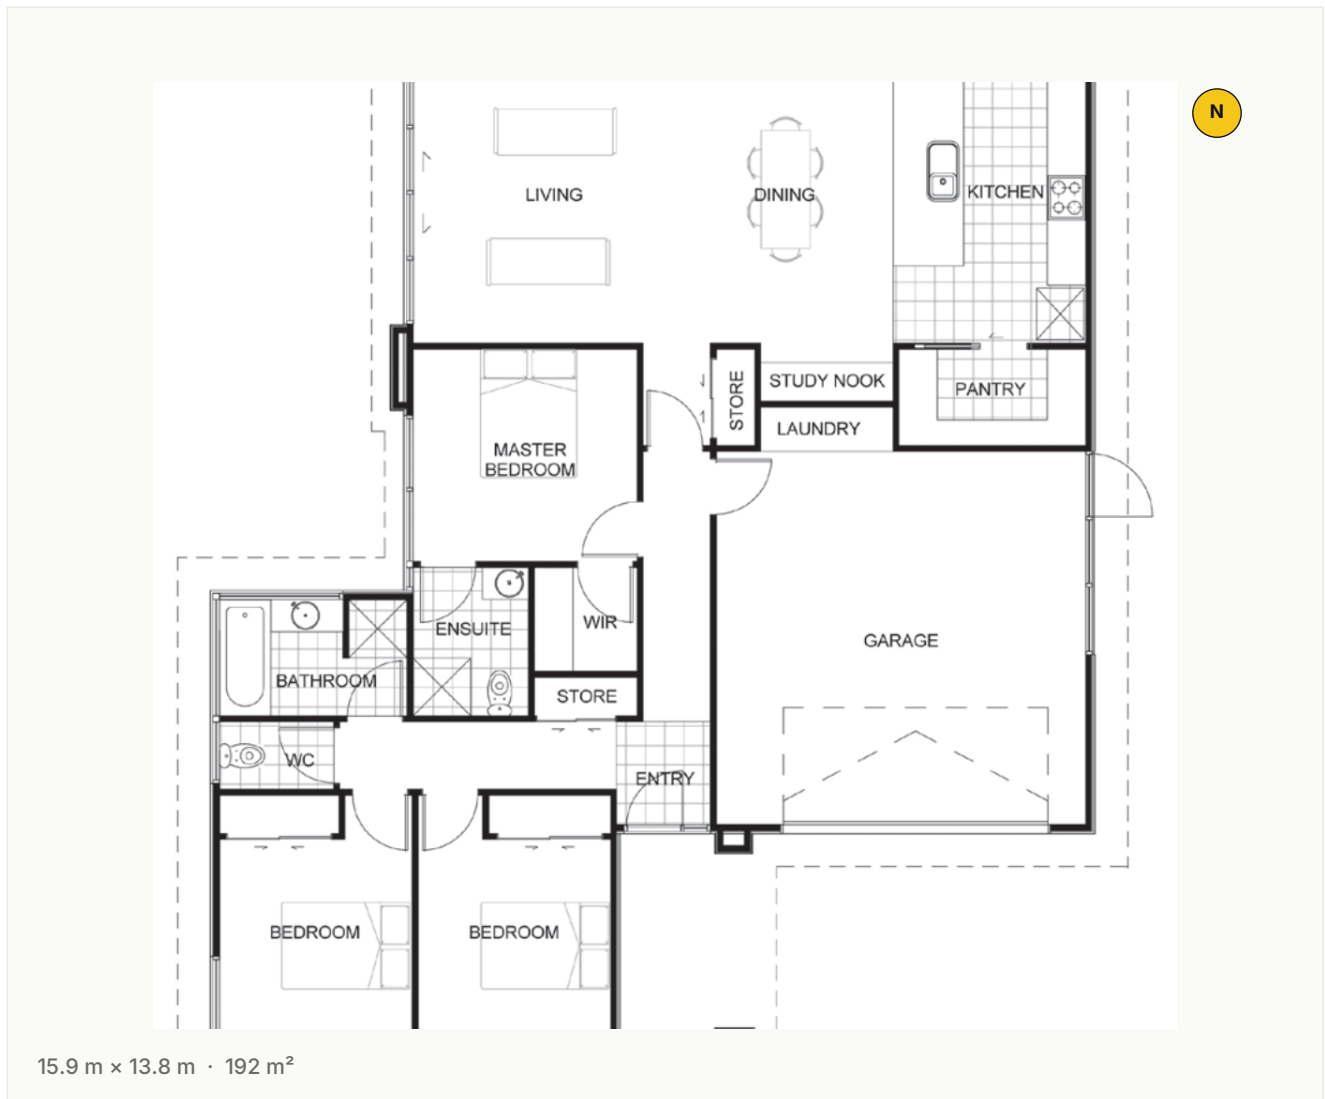 N
LIVING
DINING
KITCHEN
STORE
STUDY NOOK
PANTRY
LAUNDRY
MASTER
BEDROOM
ENSUITE
WIR
GARAGE
BATHROOM
STORE
WC
ENTRY
BEDROOM
BEDROOM
15.9 m × 13.8 m · 192 m²